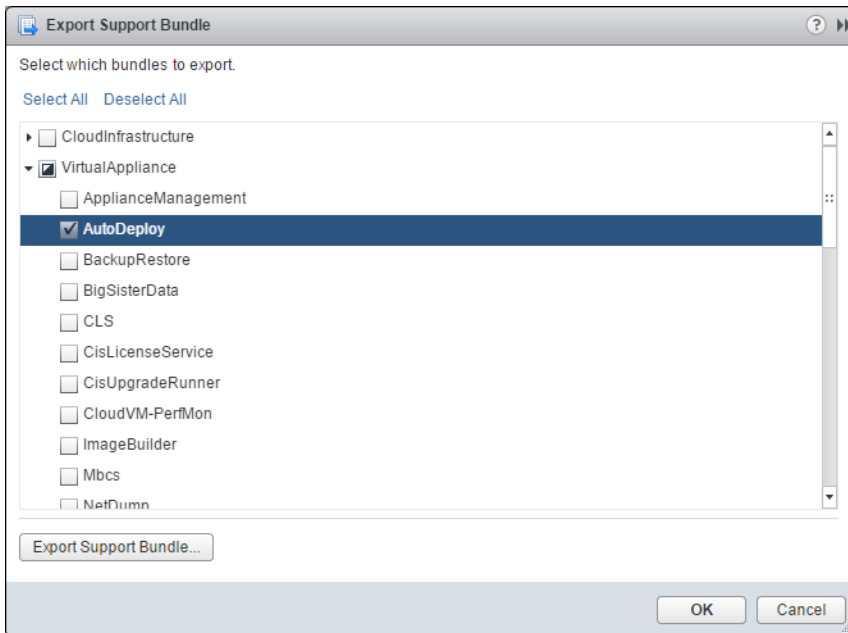 Export Support Bundle
Select which bundles to export.
Select All Deselect All
CloudInfrastructure
VirtualAppliance
ApplianceManagement
AutoDeploy
BackupRestore
BigSisterData
CLS
CisLicenseService
CisUpgradeRunner
CloudVM-PerfMon
ImageBuilder
Mbcs
NetDump
Export Support Bundle...
OK Cancel